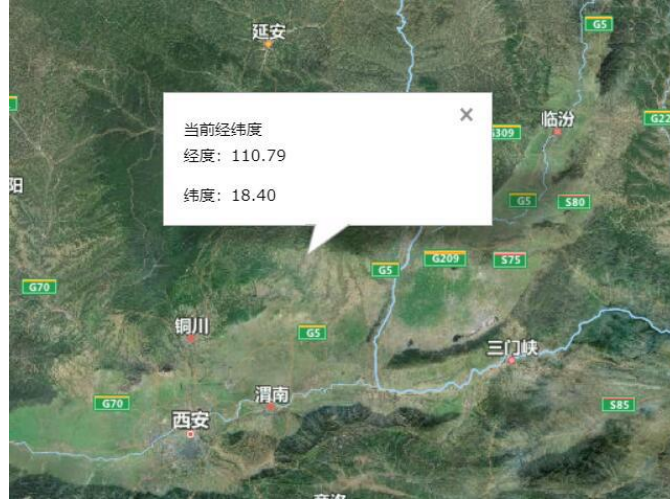 延安
G5
当前经纬度
经度：110.79
纬度：18.40
临汾
G309
G22
阳
G5
S80
G209
S75
G5
G70
铜川
G5
三门峡
渭南
G70
S85
西安